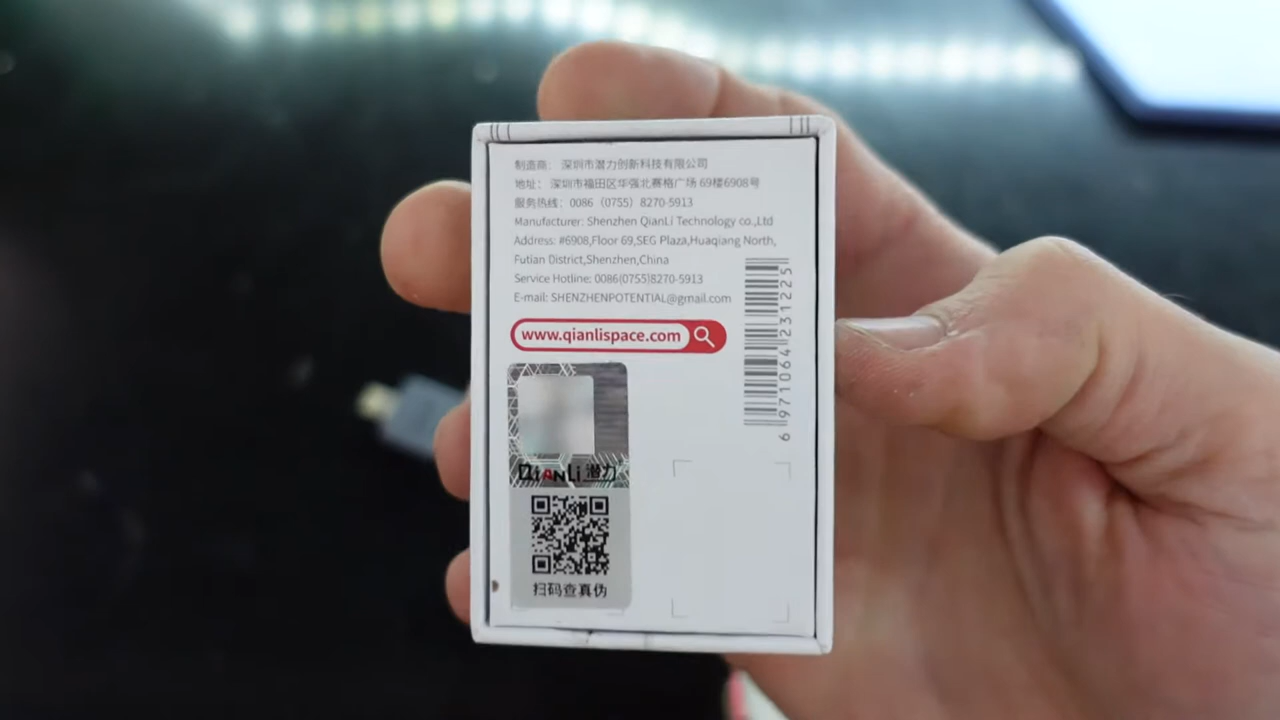 制造商： 深圳市潜力创新科技有限公司
地址： 深圳市福田区华强北赛格广场 69楼6908号
服务热线：0086（0755）8270-5913
Manufacturer: Shenzhen QianLi Technology co.,Ltd
Address: #6908,Floor 69,SEG Plaza,Huaqiang North,
Futian District,Shenzhen,China
Service Hotline: 0086(0755)8270-5913
E-mail: SHENZHENPOTENTIAL@gmail.com
www.qianlispace.com
6 971064 231225
QiANLi 潜力
扫码查真伪